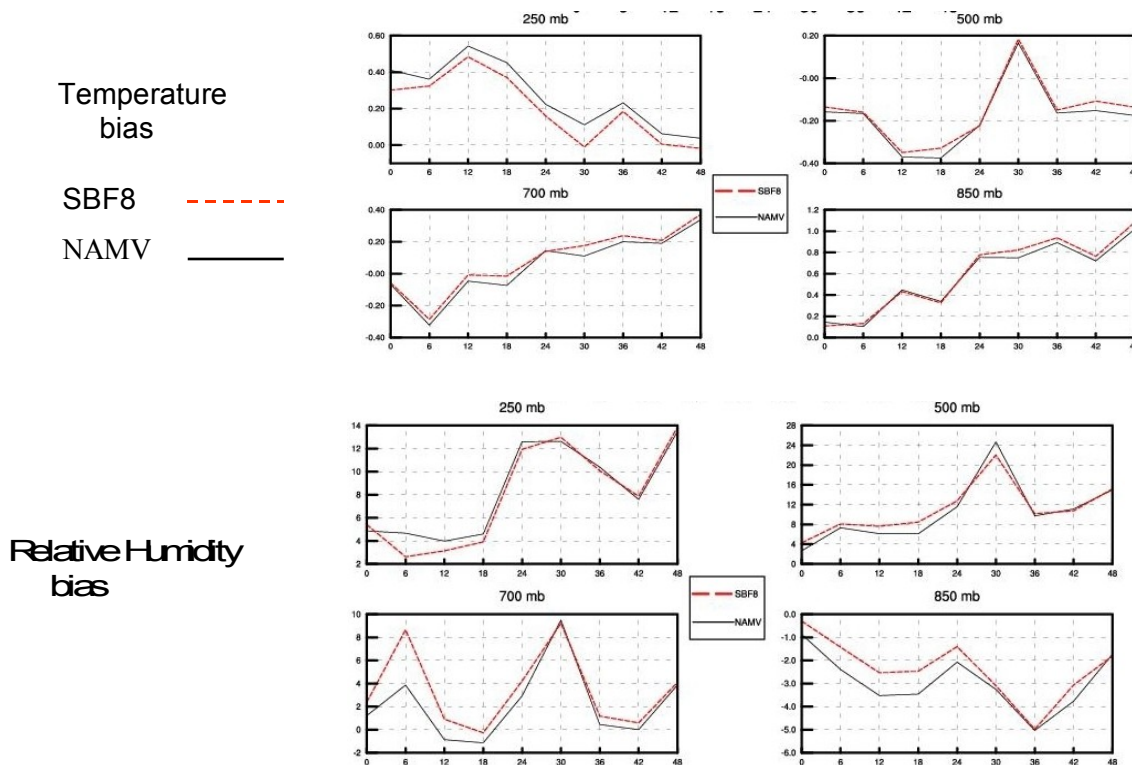 250 mb
500 mb
0.60
0.40
0.20
0.00
0 6 12 18 24 30 36 42 48
0.20
-0.00
-0.20
-0.40
0 6 12 18 24 30 36 42
Temperature
bias
SBF8
NAMV
700 mb
850 mb
0.40
0.20
-0.00
-0.20
-0.40
0 6 12 18 24 30 36 42 48
SBF8
NAMV
1.2
1.0
0.8
0.6
0.4
0.2
0.0
0 6 12 18 24 30 36 42
250 mb
500 mb
14
12
10
8
6
4
2
0 6 12 18 24 30 36 42 48
28
24
20
16
12
8
4
0
0 6 12 18 24 30 36 42 48
Relative Humidity
bias
700 mb
850 mb
10
8
6
4
2
0
-2
0 6 12 18 24 30 36 42 48
SBF8
NAMV
0.0
-1.0
-2.0
-3.0
-4.0
-5.0
-6.0
0 6 12 18 24 30 36 42 48